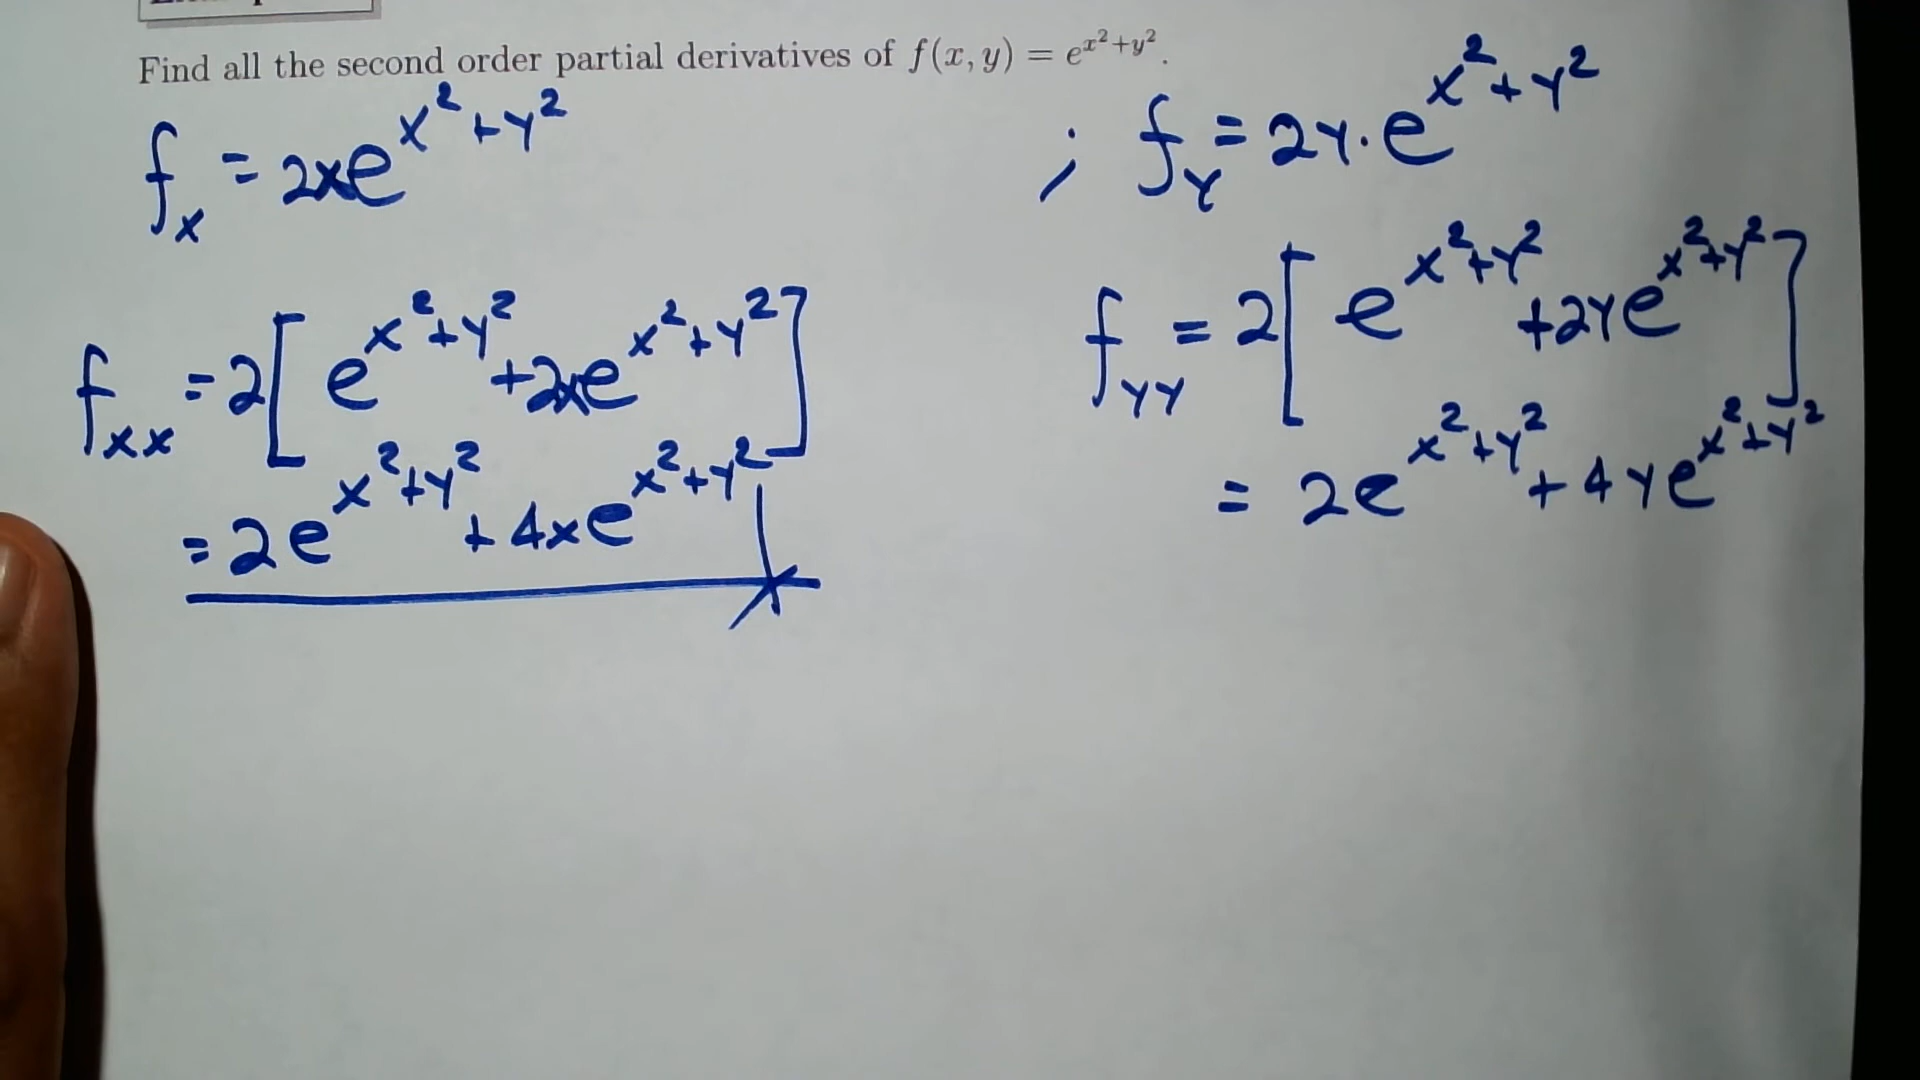 Find all the second order partial derivatives of f(x, y) = e^{x²+y²}.
f_x = 2xe^{x²+y²} ; f_y = 2y·e^{x²+y²}
f_xx = 2[e^{x²+y²} + 2xe^{x²+y²}]
= 2e^{x²+y²} + 4xe^{x²+y²}
f_yy = 2[e^{x²+y²} + 2ye^{x²+y²}]
= 2e^{x²+y²} + 4ye^{x²+y²}